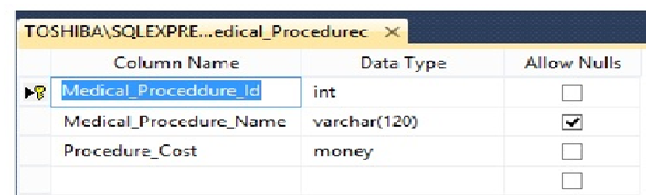 TOSHIBA\SQLEXPRE...edical_Procedurec ×
Column Name Data Type Allow Nulls
Medical_Proceddure_Id int
Medical_Procedure_Name varchar(120)
Procedure_Cost money